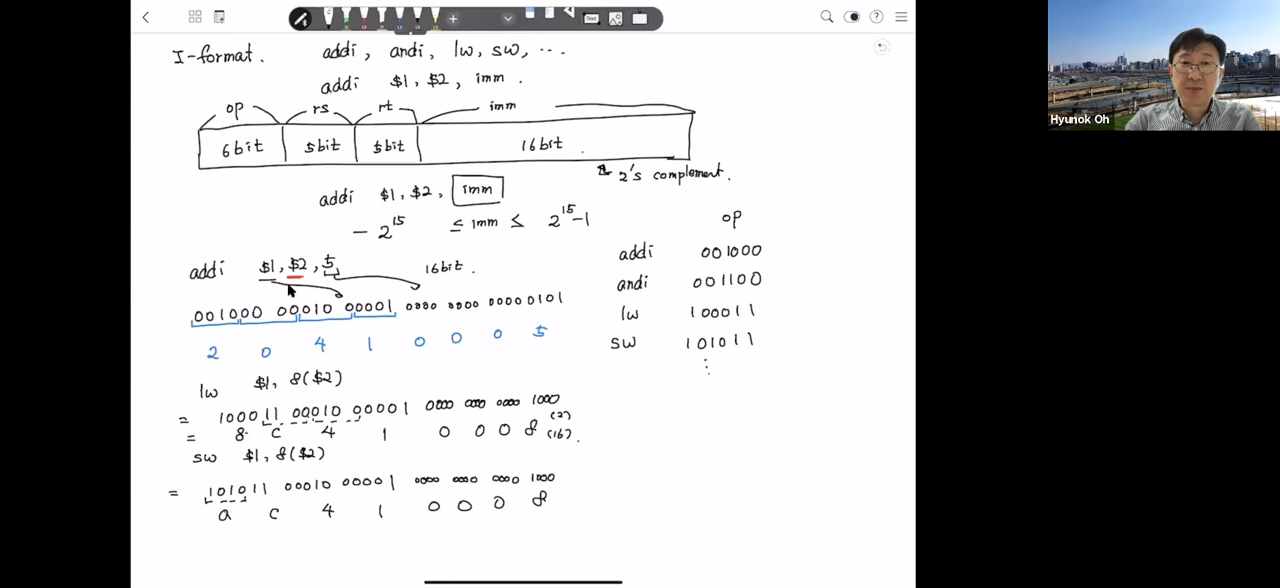 I-format. addi, andi, lw, sw, ...
addi $1, $2, imm.
op rs rt imm
6bit 5bit 5bit 16bit
2's complement.
addi $1, $2, imm
- 2^15 ≤ imm ≤ 2^15-1
op
addi 001000
andi 001100
lw 100011
sw 101011
⋮
addi $1, $2, 5 16bit.
001000 00010 00001 0000 0000 00000101
2 0 4 1 0 0 0 5
lw $1, 8($2)
= 100011 00010 00001 0000 0000 0000 1000 (2)
= 8 c 4 1 0 0 0 8 (16).
sw $1, 8($2)
= 101011 00010 00001 0000 0000 0000 1000
a c 4 1 0 0 0 8
Hyunok Oh
Text